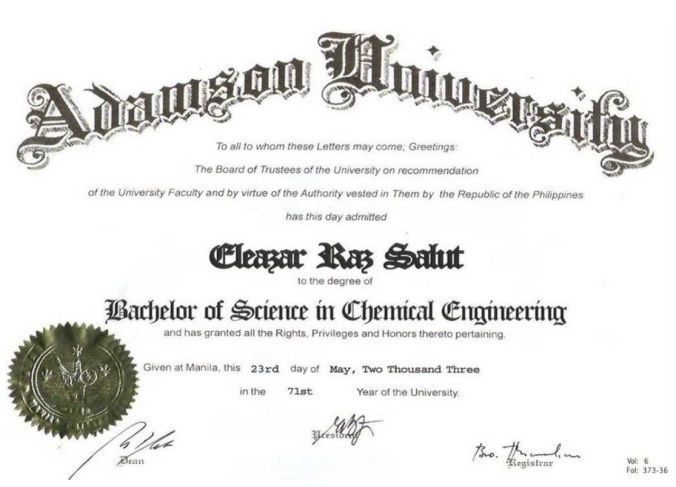 Adamson University
To all to whom these Letters may come; Greetings:
The Board of Trustees of the University on recommendation
of the University Faculty and by virtue of the Authority vested in Them by the Republic of the Philippines
has this day admitted
Eleazar Raz Salut
to the degree of
Bachelor of Science in Chemical Engineering
and has granted all the Rights, Privileges and Honors thereto pertaining.
Given at Manila, this 23rd day of May, Two Thousand Three
in the 71st Year of the University.
Dean
President
Bro.
Registrar
Vol: 6
Fol: 373-36